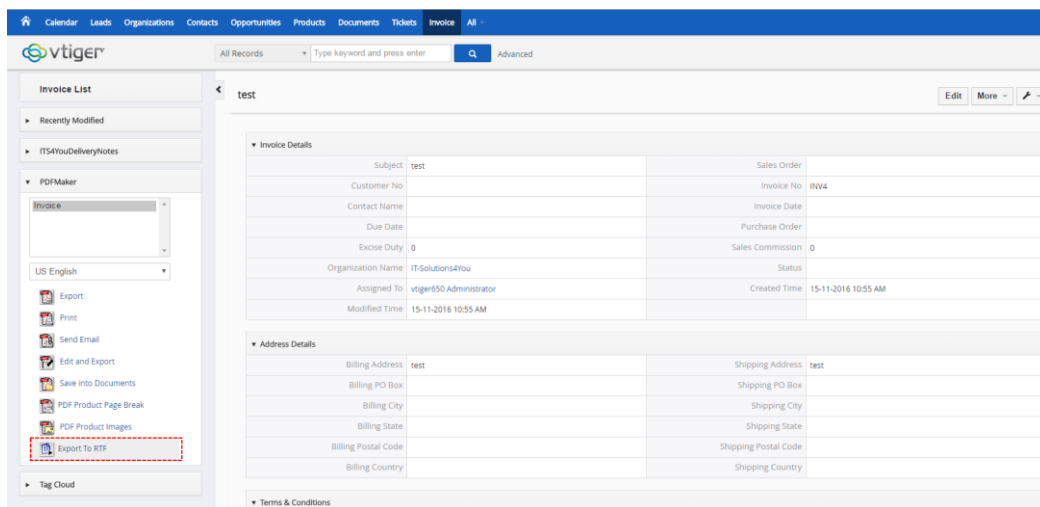 Calendar Leads Organizations Contacts Opportunities Products Documents Tickets Invoice All
vtiger All Records Type keyword and press enter Advanced
Invoice List
test Edit More
Recently Modified
ITS4YouDeliveryNotes
PDFMaker
Invoice
US English
Export
Print
Send Email
Edit and Export
Save into Documents
PDF Product Page Break
PDF Product Images
Export To RTF
Tag Cloud
Invoice Details
Subject test Sales Order
Customer No Invoice No INV4
Contact Name Invoice Date
Due Date Purchase Order
Excise Duty 0 Sales Commission 0
Organization Name IT-Solutions4You Status
Assigned To vtiger650 Administrator Created Time 15-11-2016 10:55 AM
Modified Time 15-11-2016 10:55 AM
Address Details
Billing Address test Shipping Address test
Billing PO Box Shipping PO Box
Billing City Shipping City
Billing State Shipping State
Billing Postal Code Shipping Postal Code
Billing Country Shipping Country
Terms & Conditions